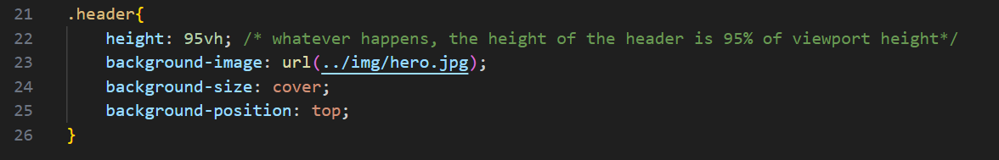 21 .header{
22 height: 95vh; /* whatever happens, the height of the header is 95% of viewport height*/
23 background-image: url(../img/hero.jpg);
24 background-size: cover;
25 background-position: top;
26 }